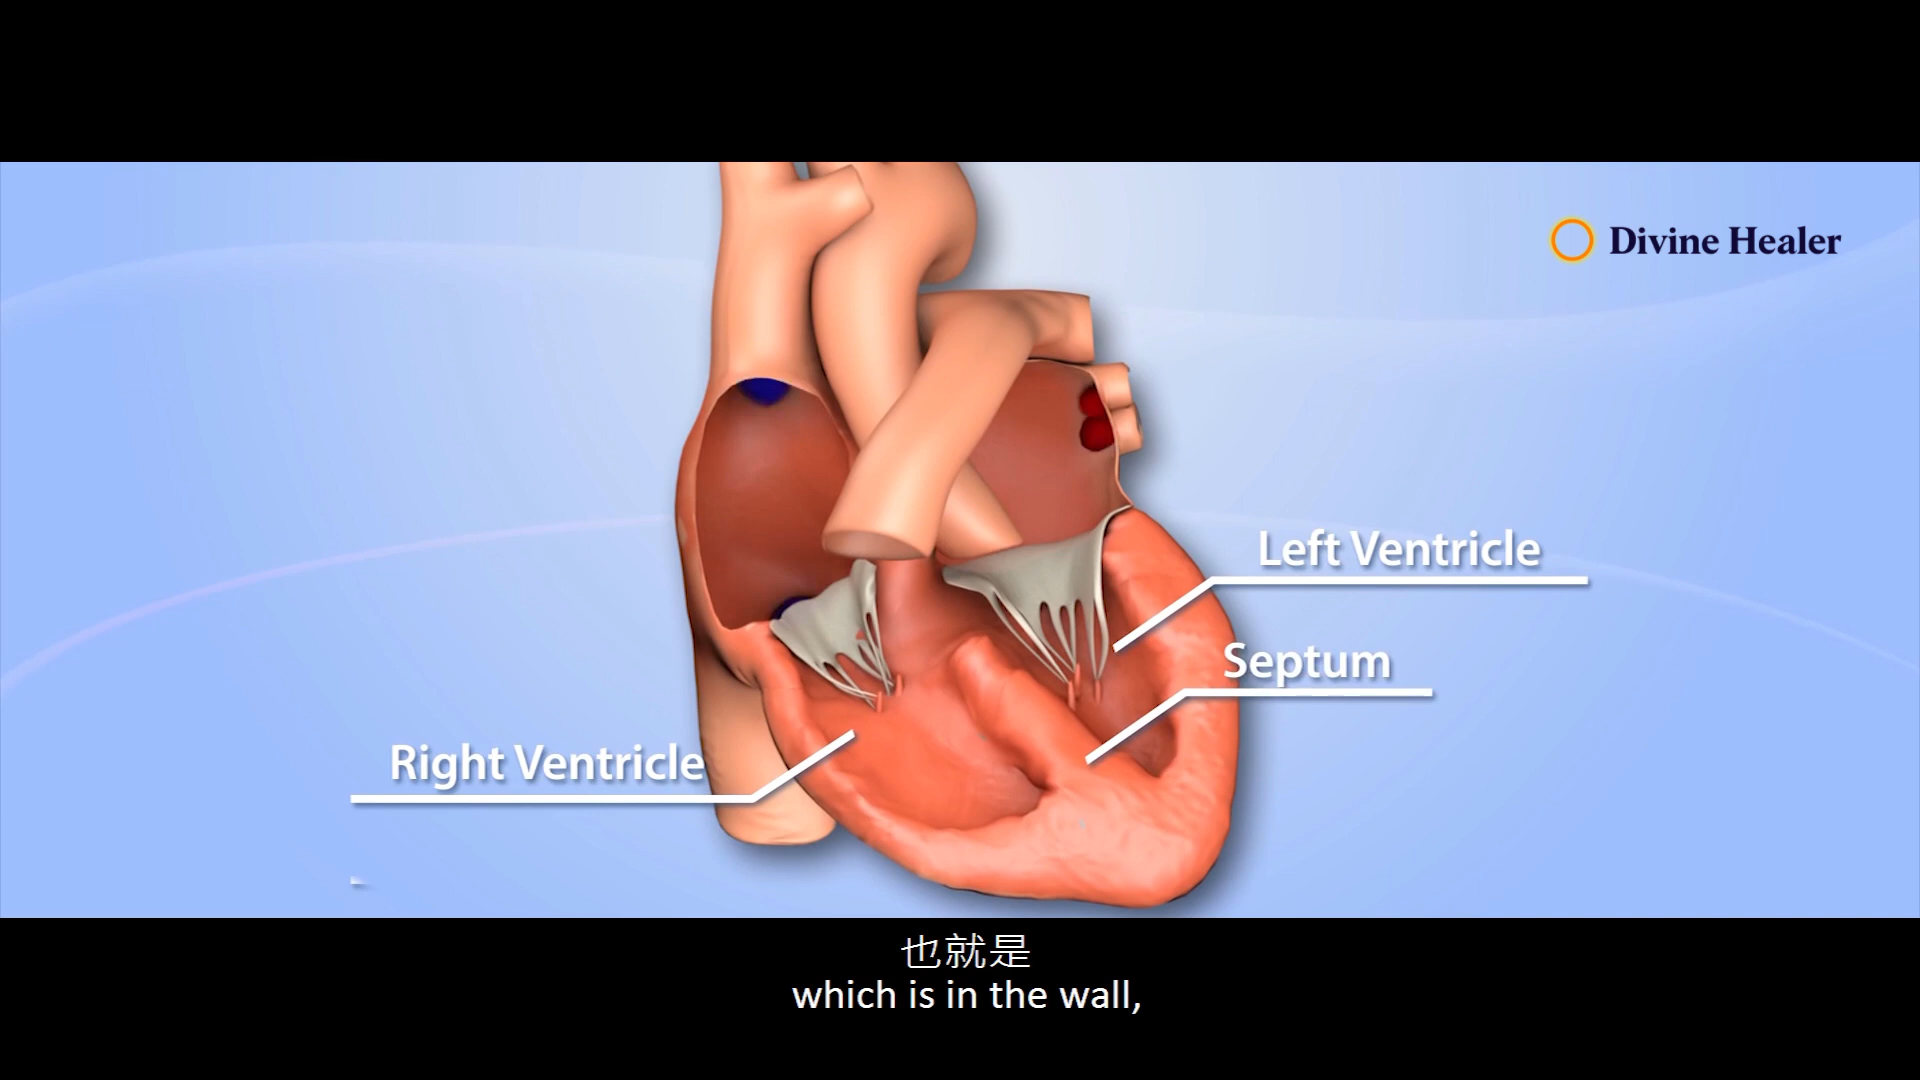 Divine Healer
Left Ventricle
Septum
Right Ventricle
也就是
which is in the wall,